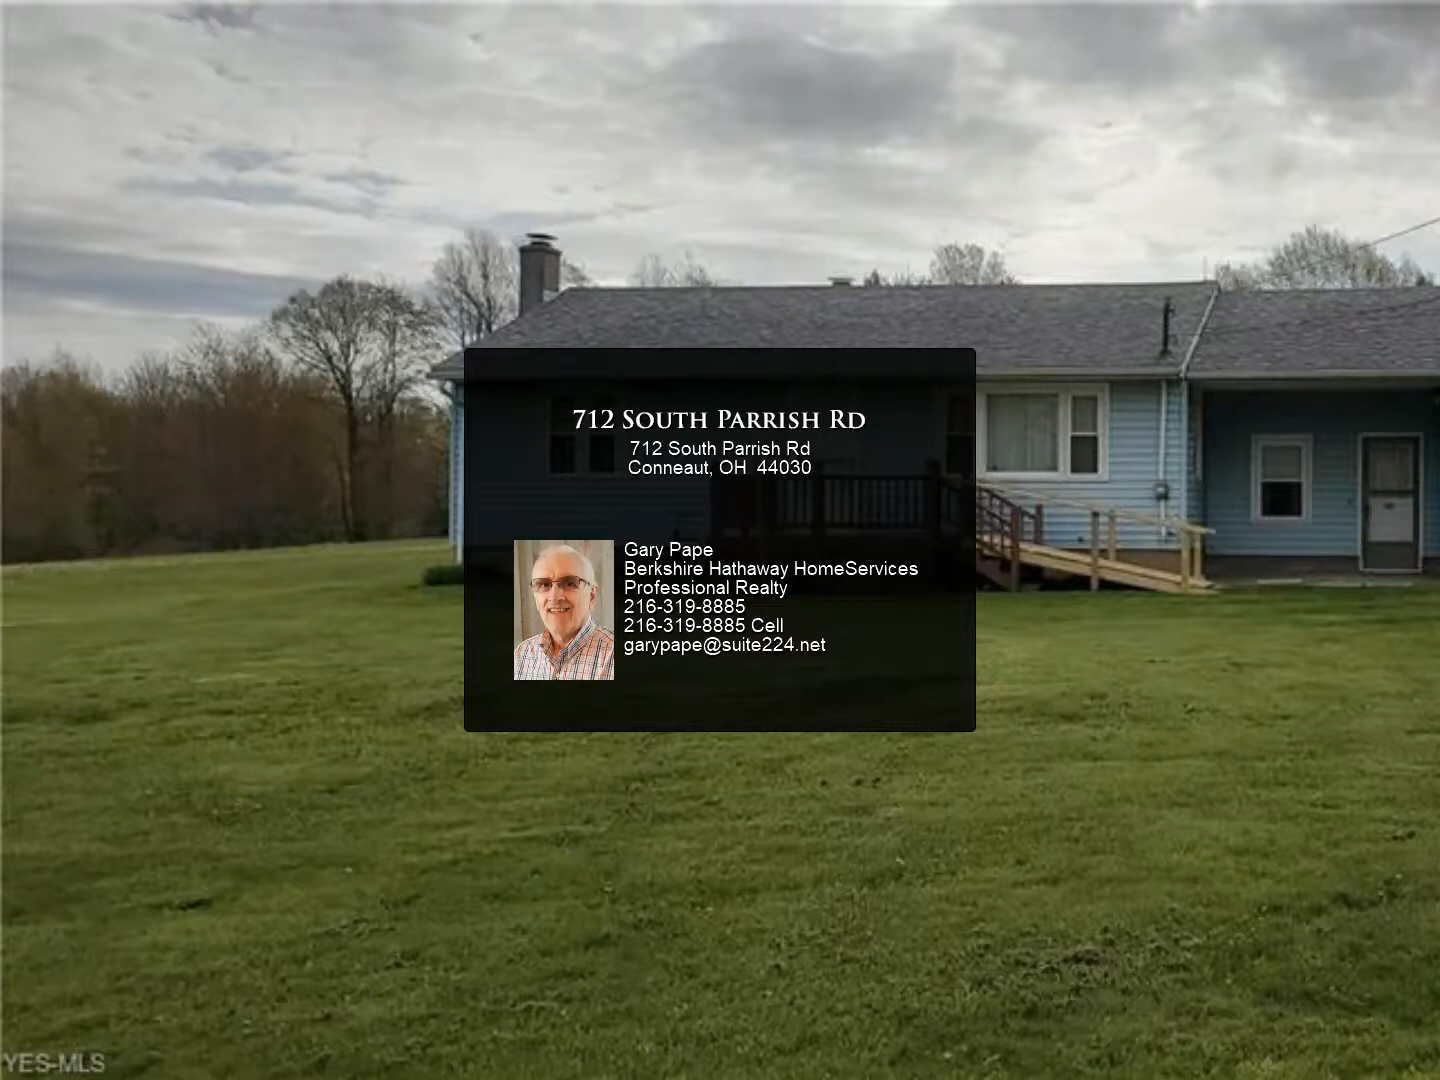 712 South Parrish Rd
712 South Parrish Rd
Conneaut, OH  44030
Gary Pape
Berkshire Hathaway HomeServices
Professional Realty
216-319-8885
216-319-8885 Cell
garypape@suite224.net
YES-MLS